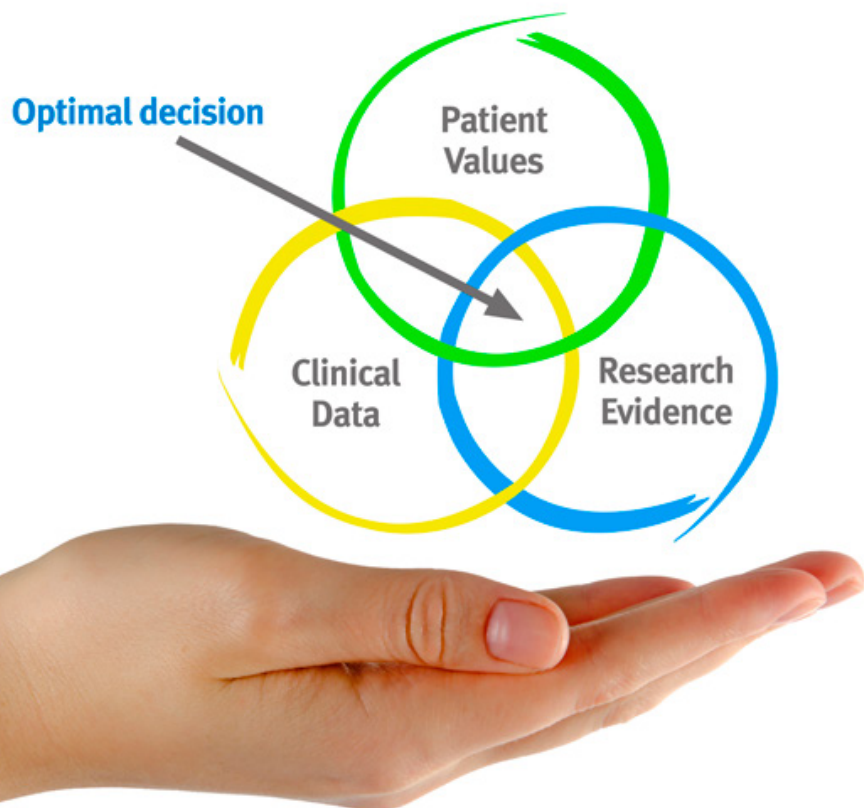 Optimal decision
Patient
Values
Clinical
Data
Research
Evidence